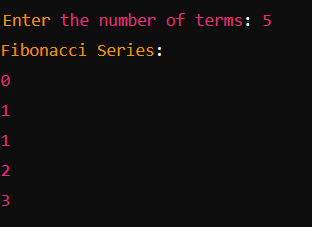 Enter the number of terms: 5
Fibonacci Series:
0
1
1
2
3